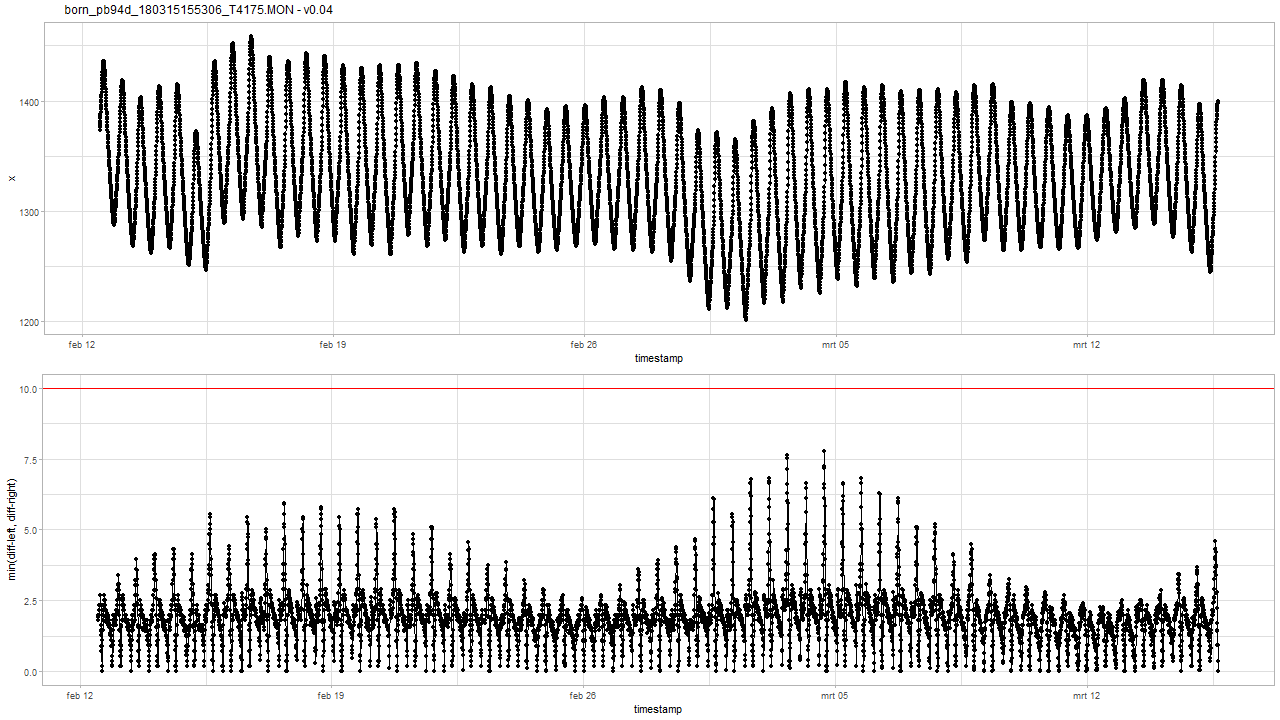 born_pb94d_180315155306_T4175.MON - v0.04
1400
1300
1200
x
feb 12 feb 19 feb 26 mrt 05 mrt 12
timestamp
10.0
7.5
5.0
2.5
0.0
min(diff-left, diff-right)
feb 12 feb 19 feb 26 mrt 05 mrt 12
timestamp